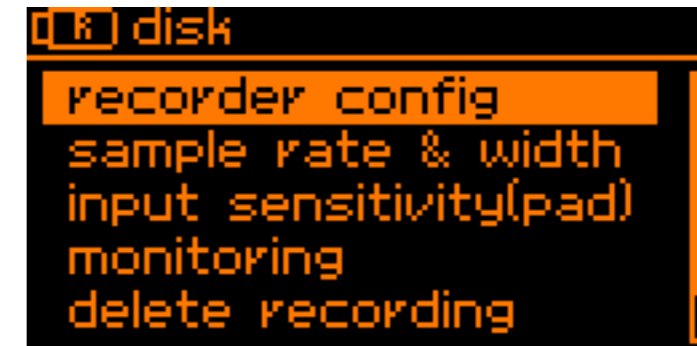 R disk
recorder config
sample rate & width
input sensitivity(pad)
monitoring
delete recording